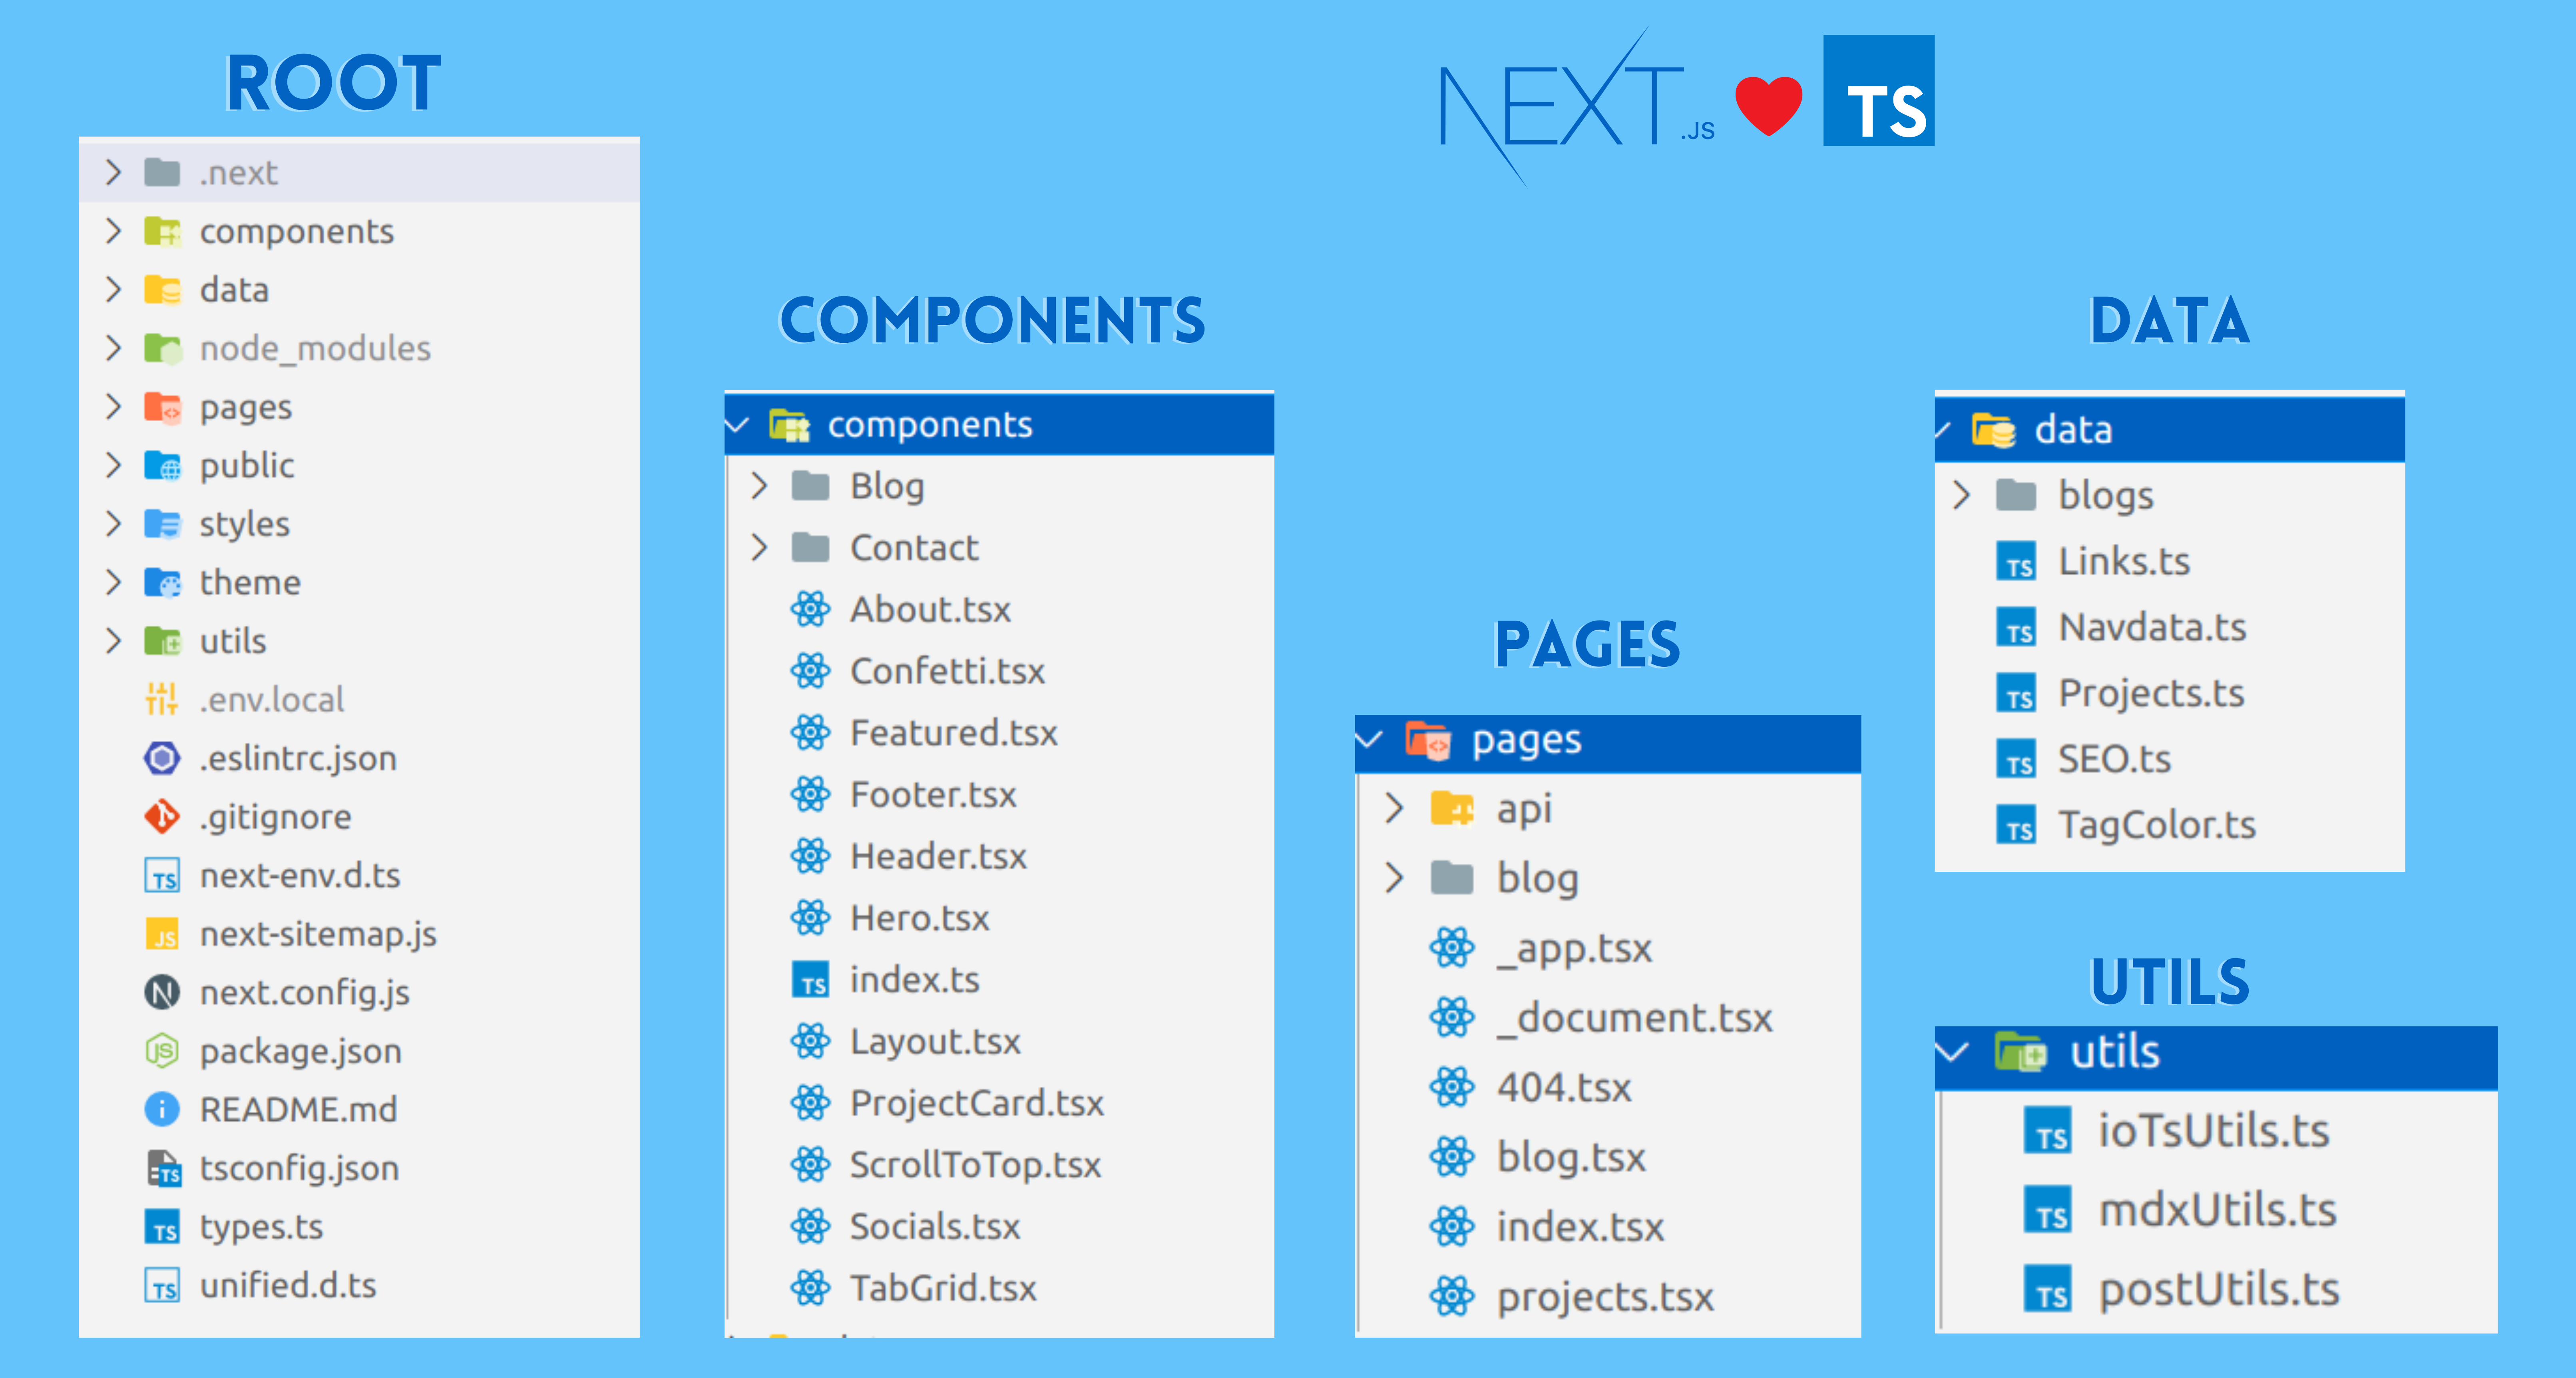 ROOT
.next
components
data
node_modules
pages
public
styles
theme
utils
.env.local
.eslintrc.json
.gitignore
next-env.d.ts
next-sitemap.js
next.config.js
package.json
README.md
tsconfig.json
types.ts
unified.d.ts
NEXT.JS TS
COMPONENTS
components
Blog
Contact
About.tsx
Confetti.tsx
Featured.tsx
Footer.tsx
Header.tsx
Hero.tsx
index.ts
Layout.tsx
ProjectCard.tsx
ScrollToTop.tsx
Socials.tsx
TabGrid.tsx
PAGES
pages
api
blog
_app.tsx
_document.tsx
404.tsx
blog.tsx
index.tsx
projects.tsx
DATA
data
blogs
Links.ts
Navdata.ts
Projects.ts
SEO.ts
TagColor.ts
UTILS
utils
ioTsUtils.ts
mdxUtils.ts
postUtils.ts